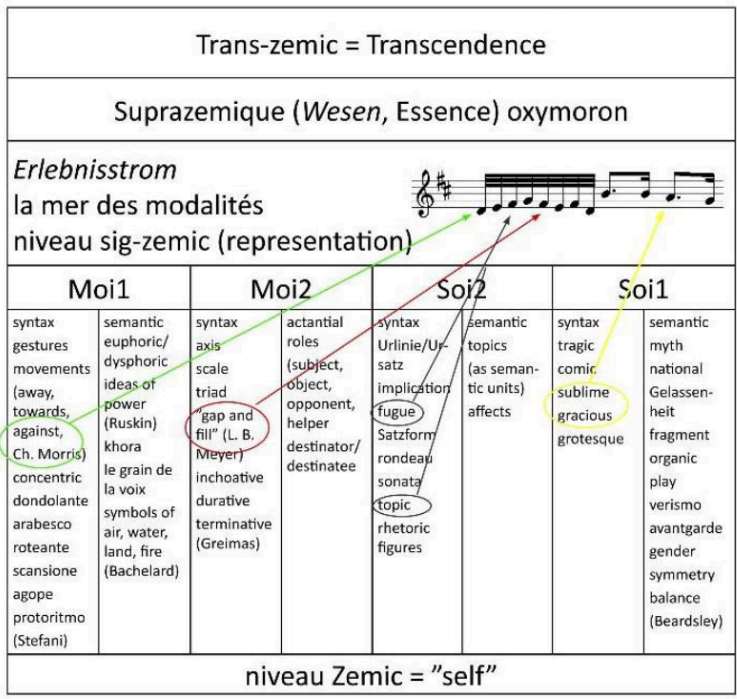 Trans-zemic = Transcendence
Suprazemique (Wesen, Essence) oxymoron
Erlebnisstrom
la mer des modalités
niveau sig-zemic (representation)
Moi1
syntax
gestures
movements
(away,
towards,
against,
Ch. Morris)
concentric
dondolante
arabesco
roteante
scansione
agope
protoritmo
(Stefani)
semantic
euphoric/
dysphoric
ideas of
power
(Ruskin)
khora
le grain de
la voix
symbols of
air, water,
land, fire
(Bachelard)
Moi2
syntax
axis
scale
triad
”gap and
fill” (L. B.
Meyer)
inchoative
durative
terminative
(Greimas)
actantial
roles
(subject,
object,
opponent,
helper
destinator/
destinatee
Soi2
syntax
Urlinie/Ur-
satz
implication
fugue
Satzform
rondeau
sonata
topic
rhetoric
figures
semantic
topics
(as seman-
tic units)
affects
Soi1
syntax
tragic
comic
sublime
gracious
grotesque
semantic
myth
national
Gelassen-
heit
fragment
organic
play
verismo
avantgarde
gender
symmetry
balance
(Beardsley)
niveau Zemic = ”self”